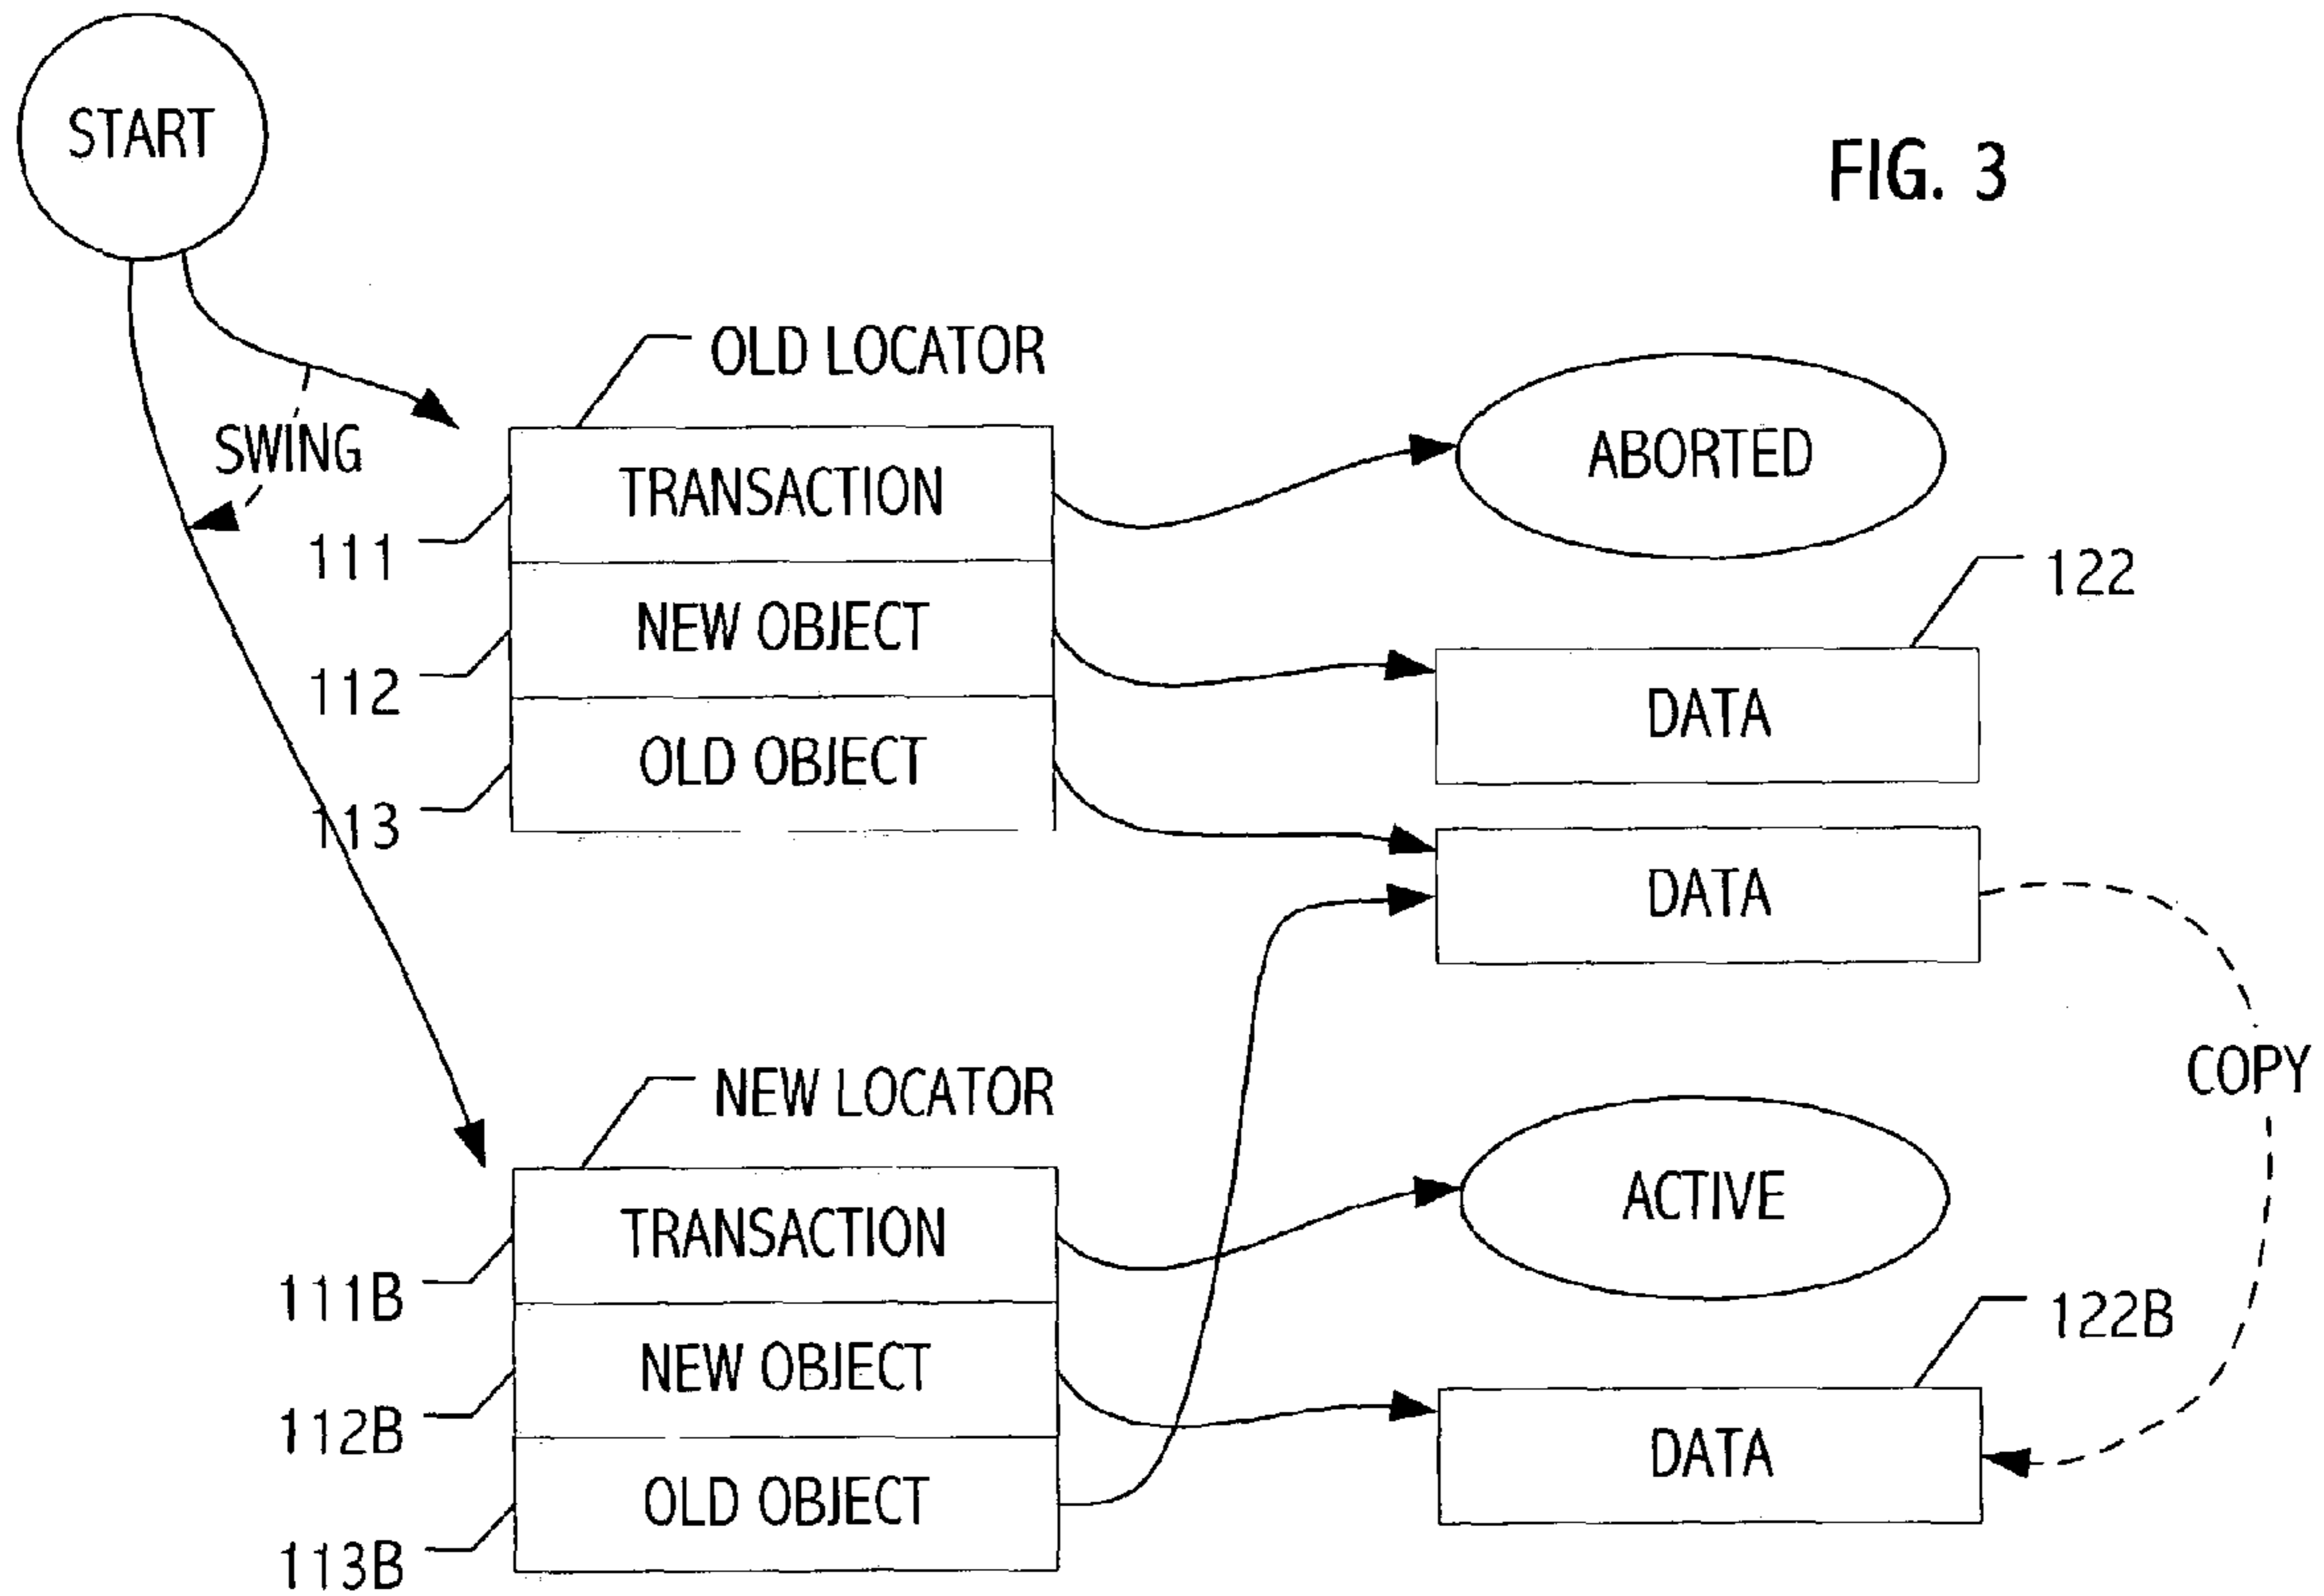 START
FIG. 3
OLD LOCATOR
SWING
TRANSACTION
ABORTED
111
122
NEW OBJECT
112
DATA
OLD OBJECT
113
DATA
COPY
NEW LOCATOR
TRANSACTION
ACTIVE
111B
122B
NEW OBJECT
112B
DATA
OLD OBJECT
113B